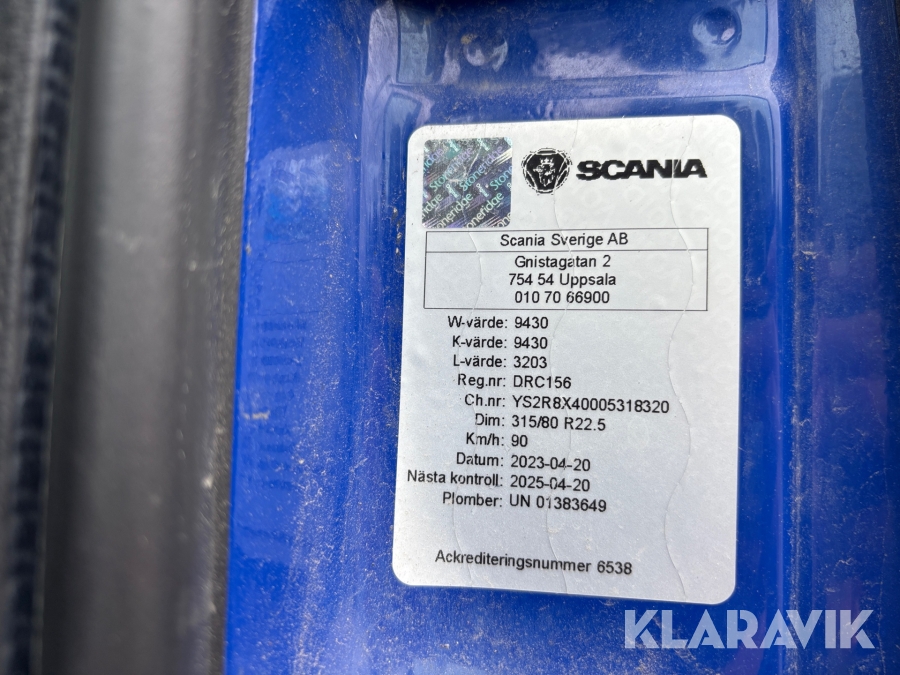 Stoneridge
SCANIA
Scania Sverige AB
Gnistagatan 2
754 54 Uppsala
010 70 66900
W-värde: 9430
K-värde: 9430
L-värde: 3203
Reg.nr: DRC156
Ch.nr: YS2R8X40005318320
Dim: 315/80 R22.5
Km/h: 90
Datum: 2023-04-20
Nästa kontroll: 2025-04-20
Plomber: UN 01383649
Ackrediteringsnummer 6538
KLARAVIK